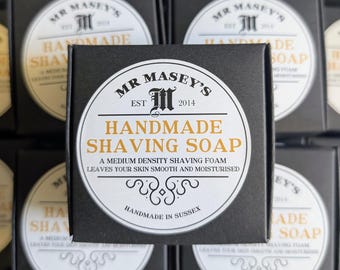 MR MASEY'S
EST M 2014
HANDMADE
SHAVING SOAP
A MEDIUM DENSITY SHAVING FOAM
LEAVES YOUR SKIN SMOOTH AND MOISTURISED
HANDMADE IN SUSSEX